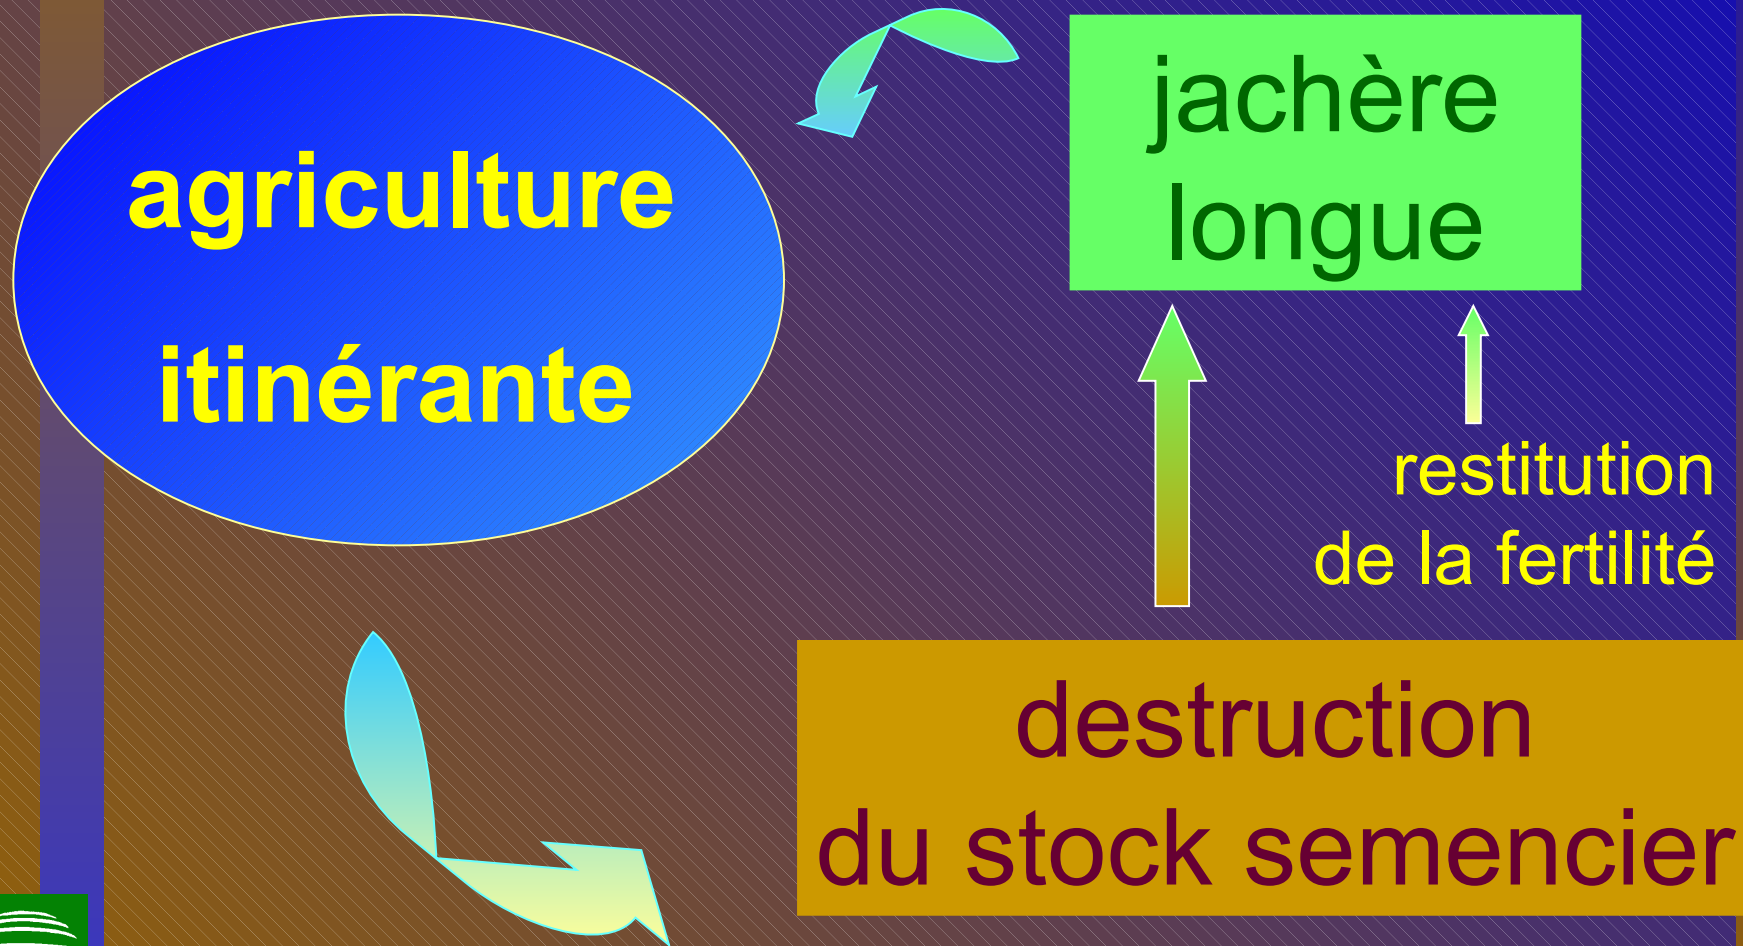 agriculture
itinérante
jachère
longue
restitution
de la fertilité
destruction
du stock semencier